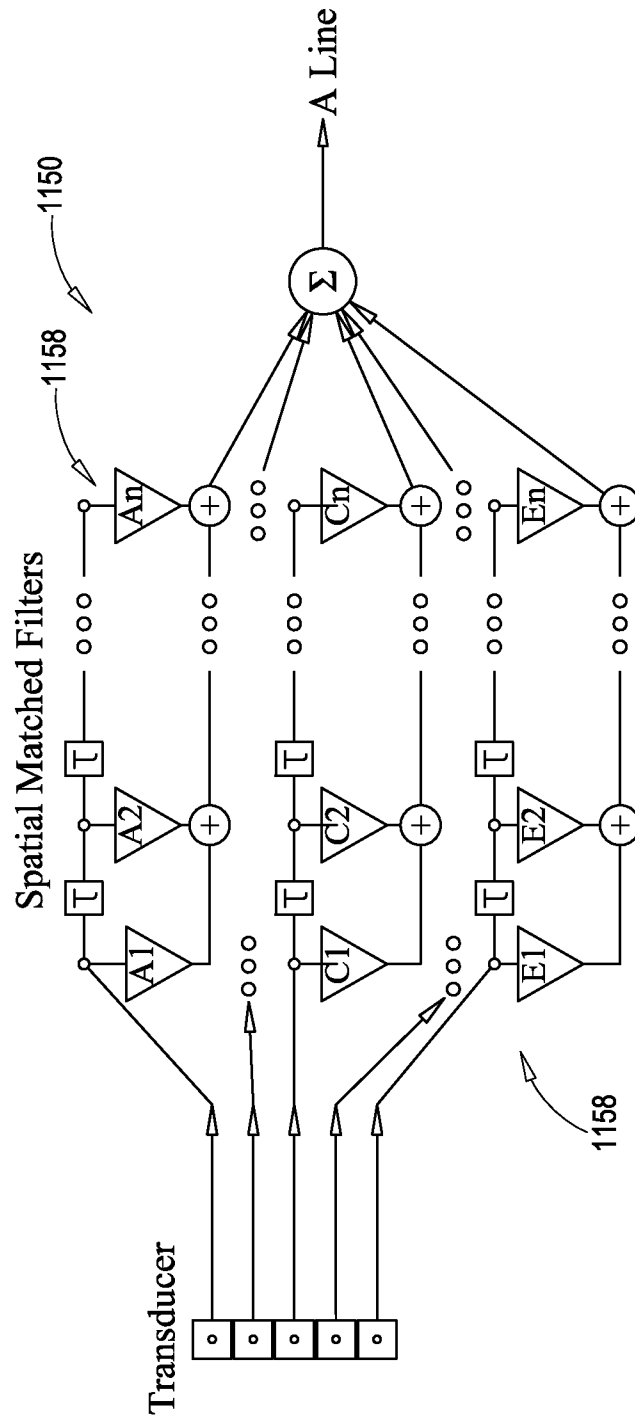 Spatial Matched Filters
1158
1150
τ τ
A1 A2 An
+ +
Transducer
τ τ
C1 C2 Cn
+ +
Σ
A Line
τ τ
E1 E2 En
+ +
1158